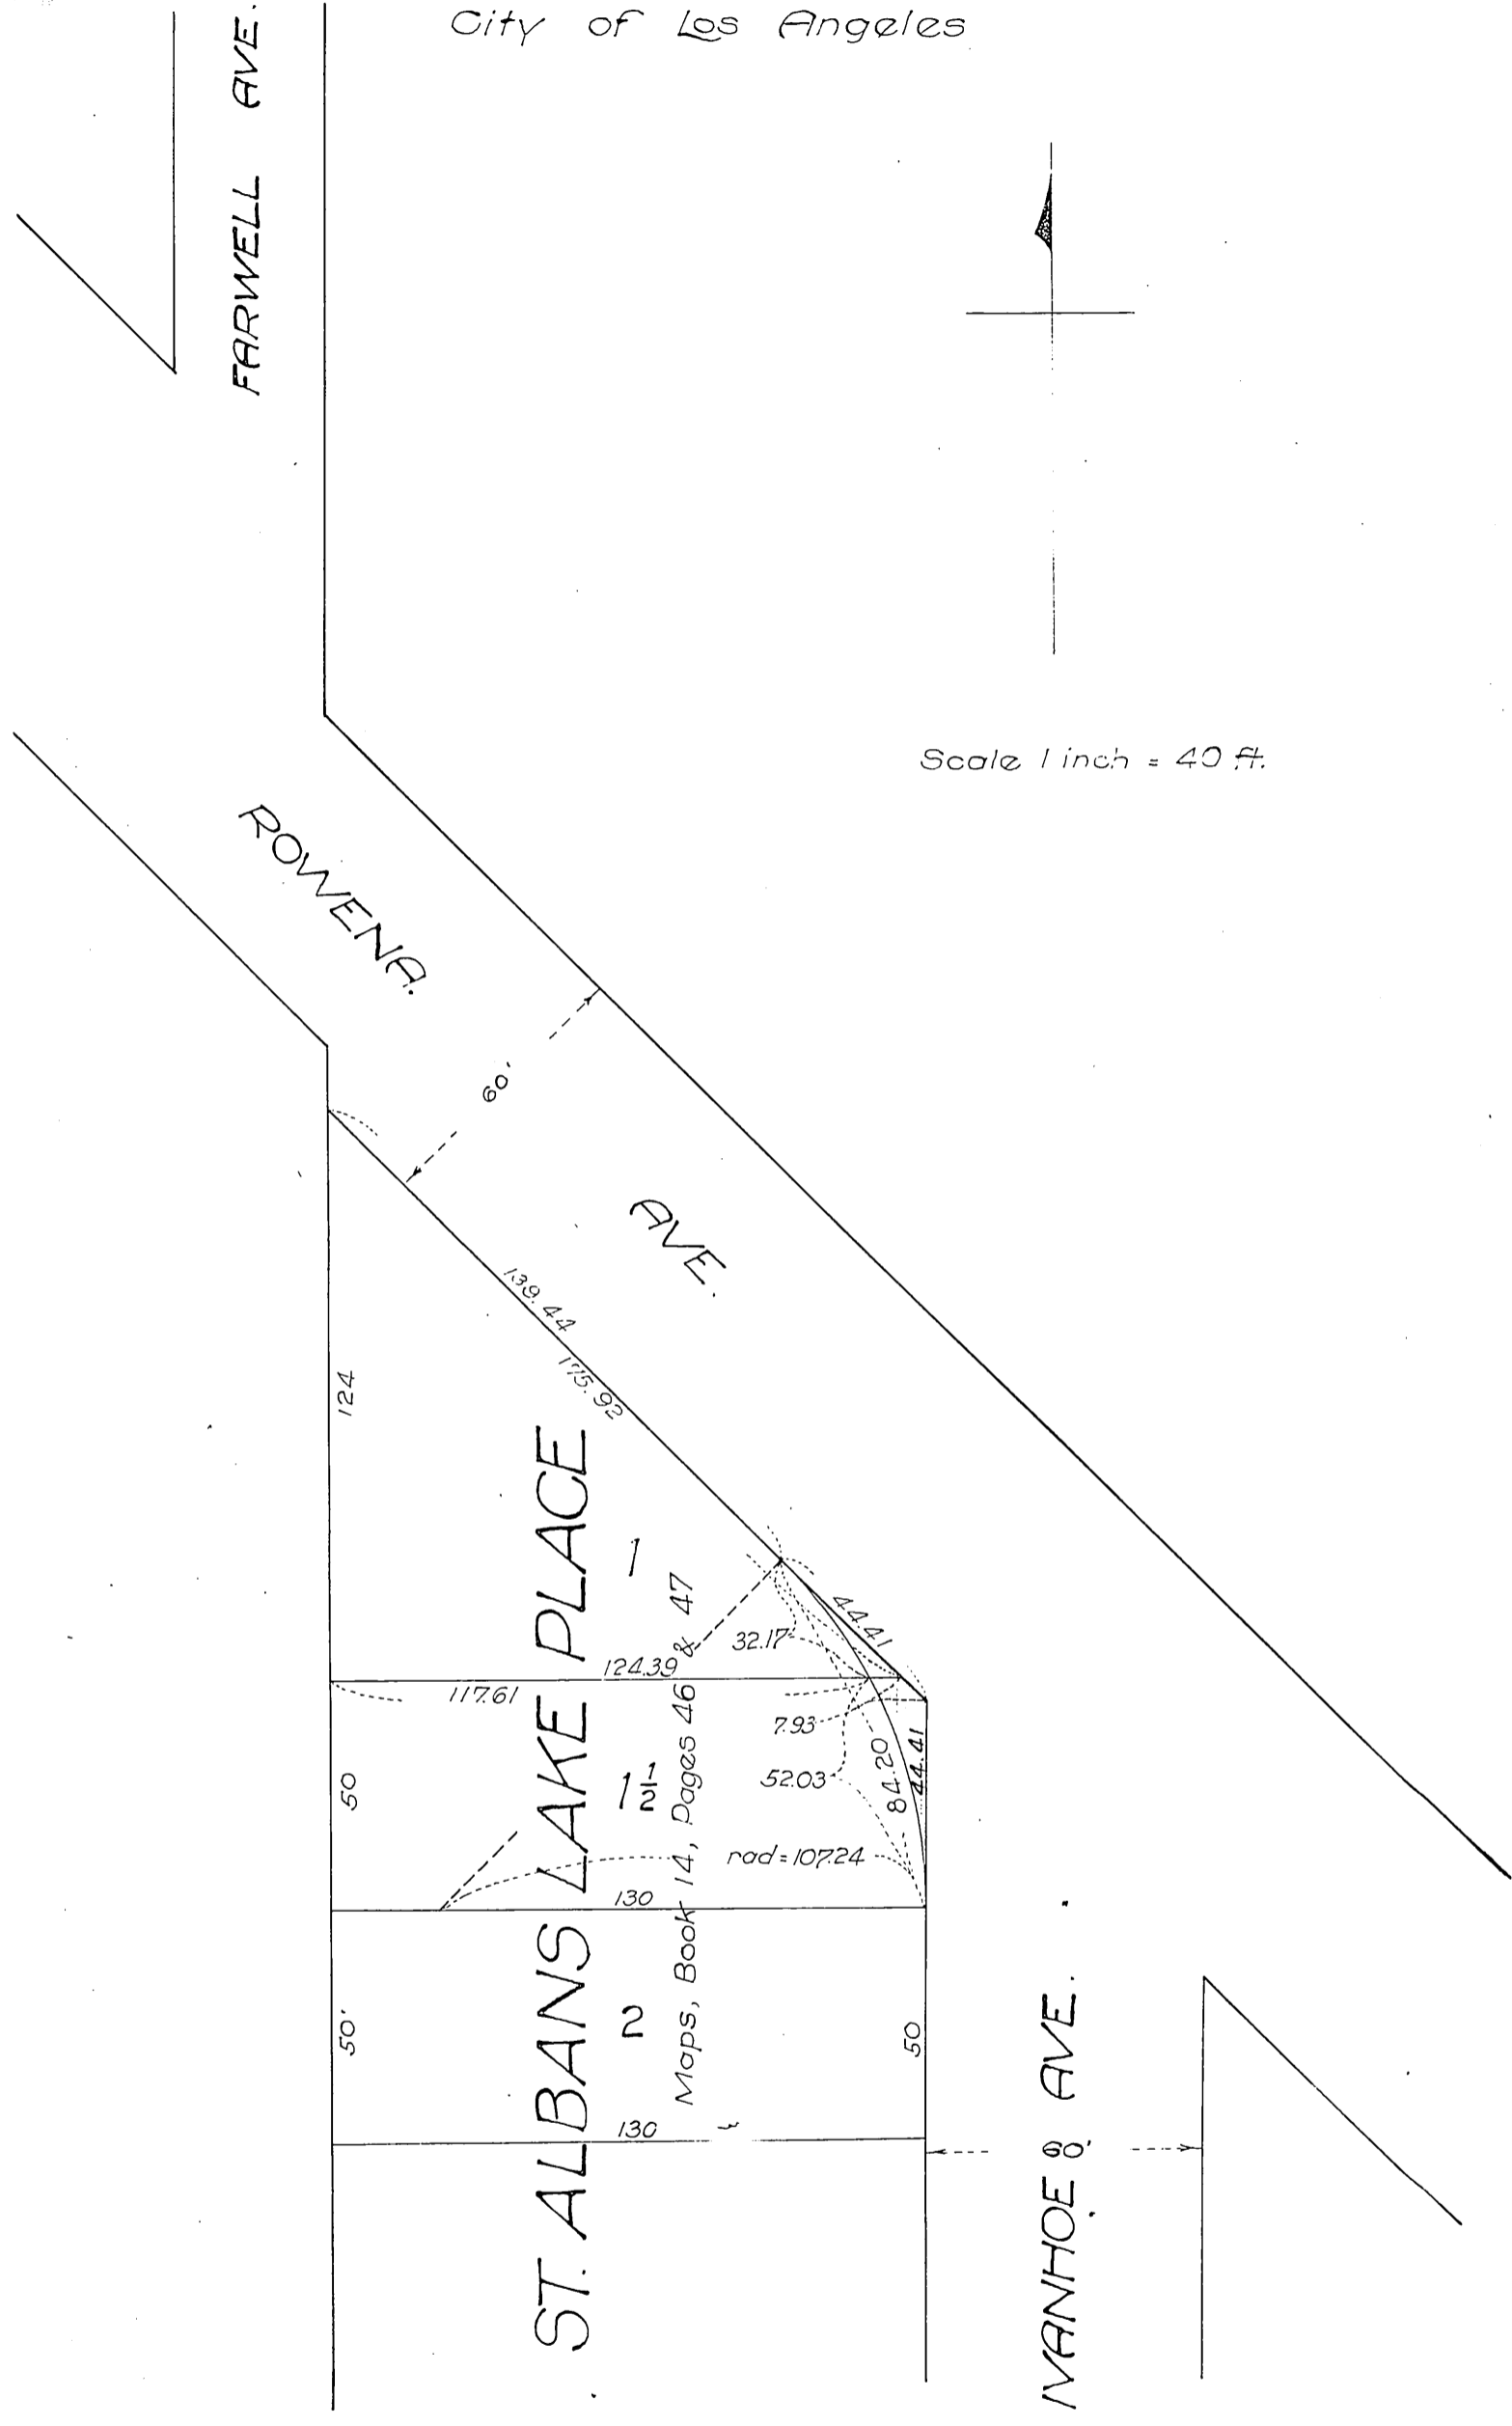 City of Los Angeles
FARWELL AVE.
Scale 1 inch = 40 ft.
ROWENA.
60'
AVE.
139.44
175.92
124
1
44.41
32.17
124.39
117.61
7.93
52.03
84.20
44.41
50
1 1/2
rad=107.24
130
ST. ALBANS LAKE PLACE
Maps, Book 14, Pages 46 & 47
2
50'
50
130
IVANHOE AVE.
60'